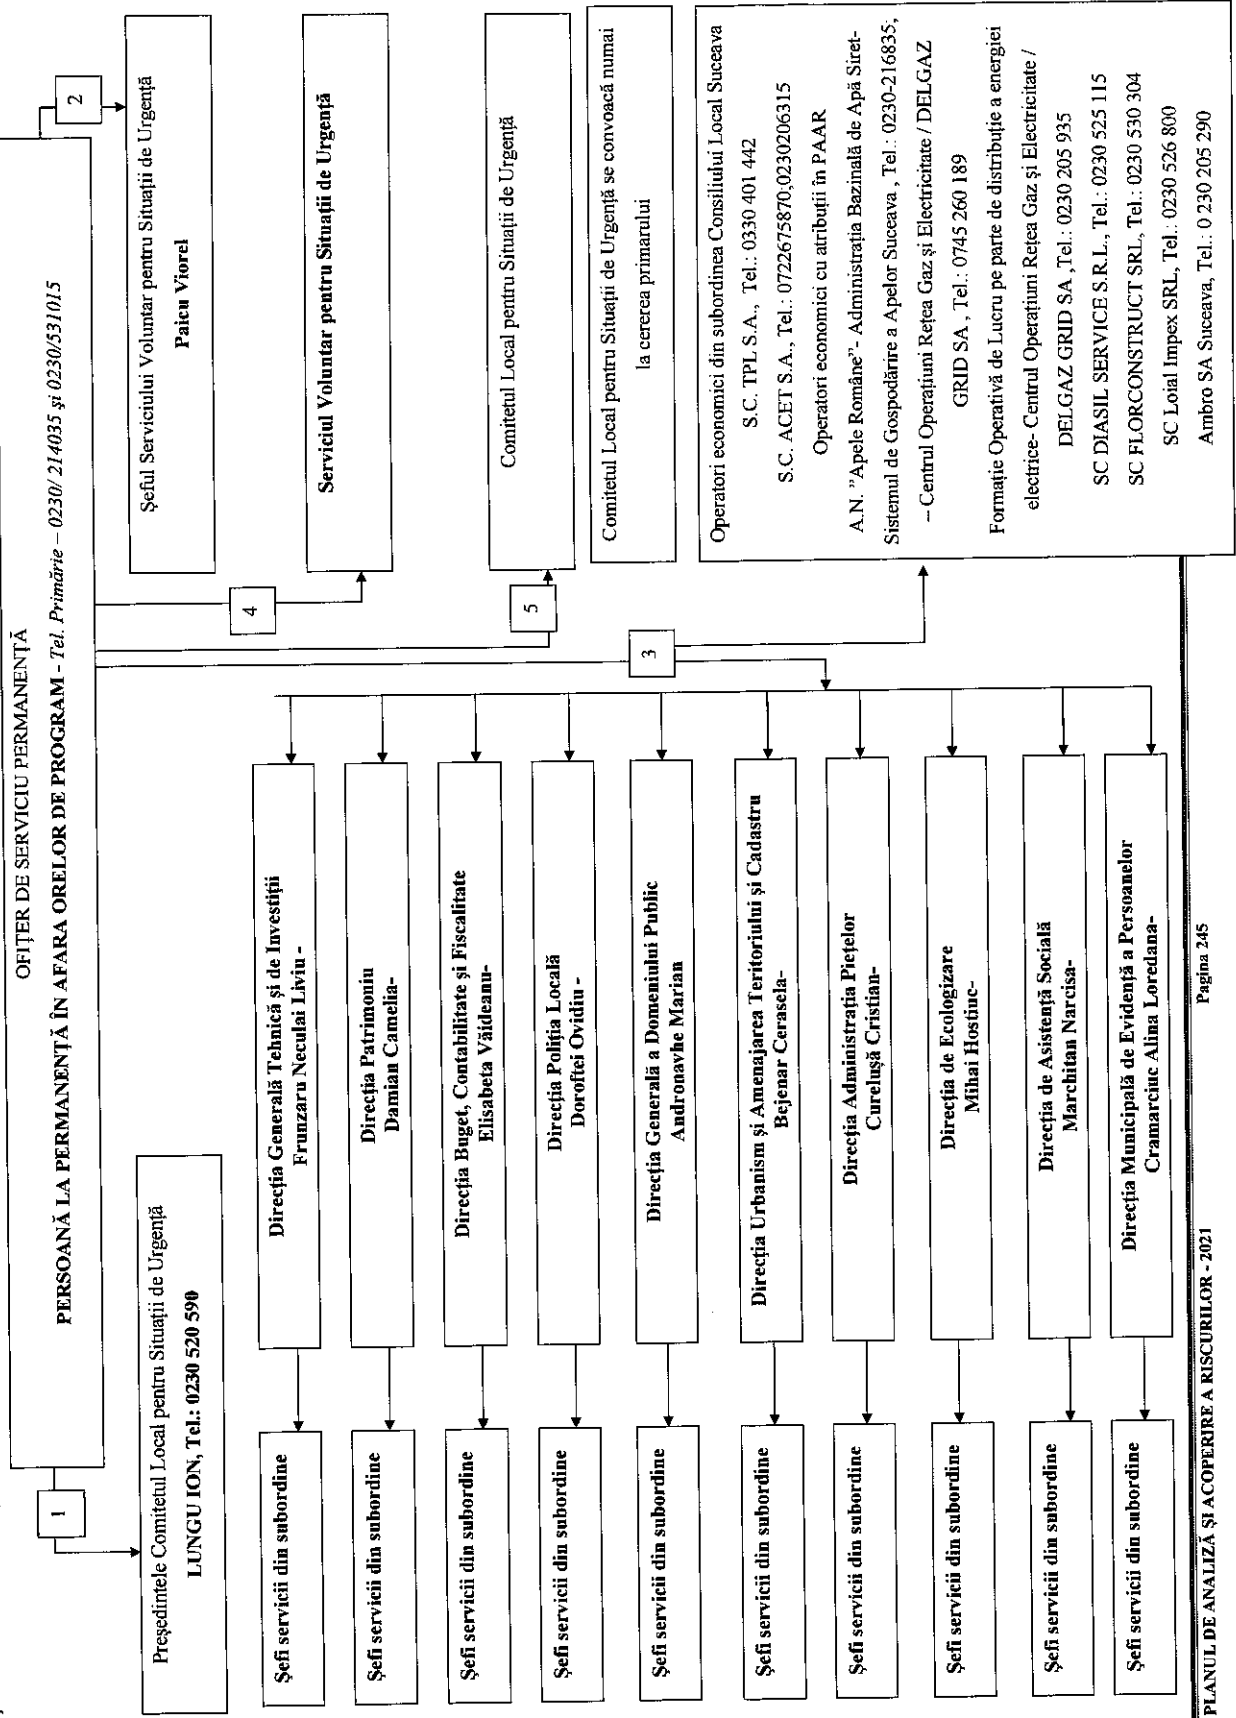 OFIȚER DE SERVICIU PERMANENȚĂ
PERSOANĂ LA PERMANENȚĂ ÎN AFARA ORELOR DE PROGRAM - Tel. Primărie – 0230/ 214035 și 0230/531015
1
2
Președintele Comitetul Local pentru Situații de Urgență
LUNGU ION, Tel.: 0230 520 590
Șeful Serviciului Voluntar pentru Situații de Urgență
Paicu Viorel
4
Serviciul Voluntar pentru Situații de Urgență
5
Comitetul Local pentru Situații de Urgență
Comitetul Local pentru Situații de Urgență se convoacă numai
la cererea primarului
3
Șefi servicii din subordine
Direcția Generală Tehnică și de Investiții
Frunzaru Neculai Liviu -
Șefi servicii din subordine
Direcția Patrimoniu
Damian Camelia-
Șefi servicii din subordine
Direcția Buget, Contabilitate și Fiscalitate
Elisabeta Văideanu-
Șefi servicii din subordine
Direcția Poliția Locală
Doroftei Ovidiu -
Șefi servicii din subordine
Direcția Generală a Domeniului Public
Andronavhe Marian
Șefi servicii din subordine
Direcția Urbanism și Amenajarea Teritoriului și Cadastru
Bejenar Cerasela-
Șefi servicii din subordine
Direcția Administrația Piețelor
Curelușă Cristian-
Șefi servicii din subordine
Direcția de Ecologizare
Mihai Hostiuc-
Șefi servicii din subordine
Direcția de Asistență Socială
Marchitan Narcisa-
Șefi servicii din subordine
Direcția Municipală de Evidență a Persoanelor
Cramarciuc Alina Loredana-
Operatori economici din subordinea Consiliului Local Suceava
S.C. TPL S.A., Tel.: 0330 401 442
S.C. ACET S.A., Tel.: 0722675870;0230206315
Operatori economici cu atribuții în PAAR
A.N. ”Apele Române”- Administrația Bazinală de Apă Siret-
Sistemul de Gospodărire a Apelor Suceava , Tel.: 0230-216835;
– Centrul Operațiuni Rețea Gaz și Electricitate / DELGAZ
GRID SA , Tel.: 0745 260 189
Formație Operativă de Lucru pe parte de distribuție a energiei
electrice- Centrul Operațiuni Rețea Gaz și Electricitate /
DELGAZ GRID SA ,Tel.: 0230 205 935
SC DIASIL SERVICE S.R.L., Tel.: 0230 525 115
SC FLORCONSTRUCT SRL, Tel.: 0230 530 304
SC Loial Impex SRL, Tel.: 0230 526 800
Ambro SA Suceava, Tel.: 0 230 205 290
PLANUL DE ANALIZĂ ȘI ACOPERIRE A RISCURILOR - 2021
Pagina 245